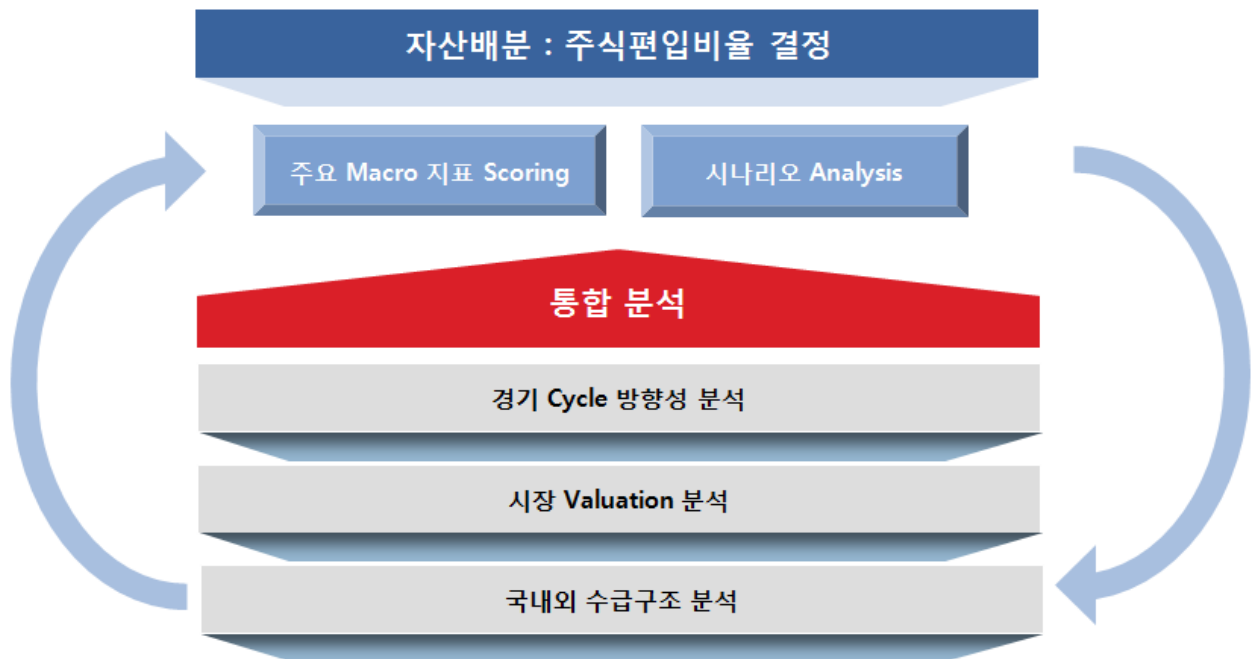 자산배분 : 주식편입비율 결정
주요 Macro 지표 Scoring
시나리오 Analysis
통합 분석
경기 Cycle 방향성 분석
시장 Valuation 분석
국내외 수급구조 분석